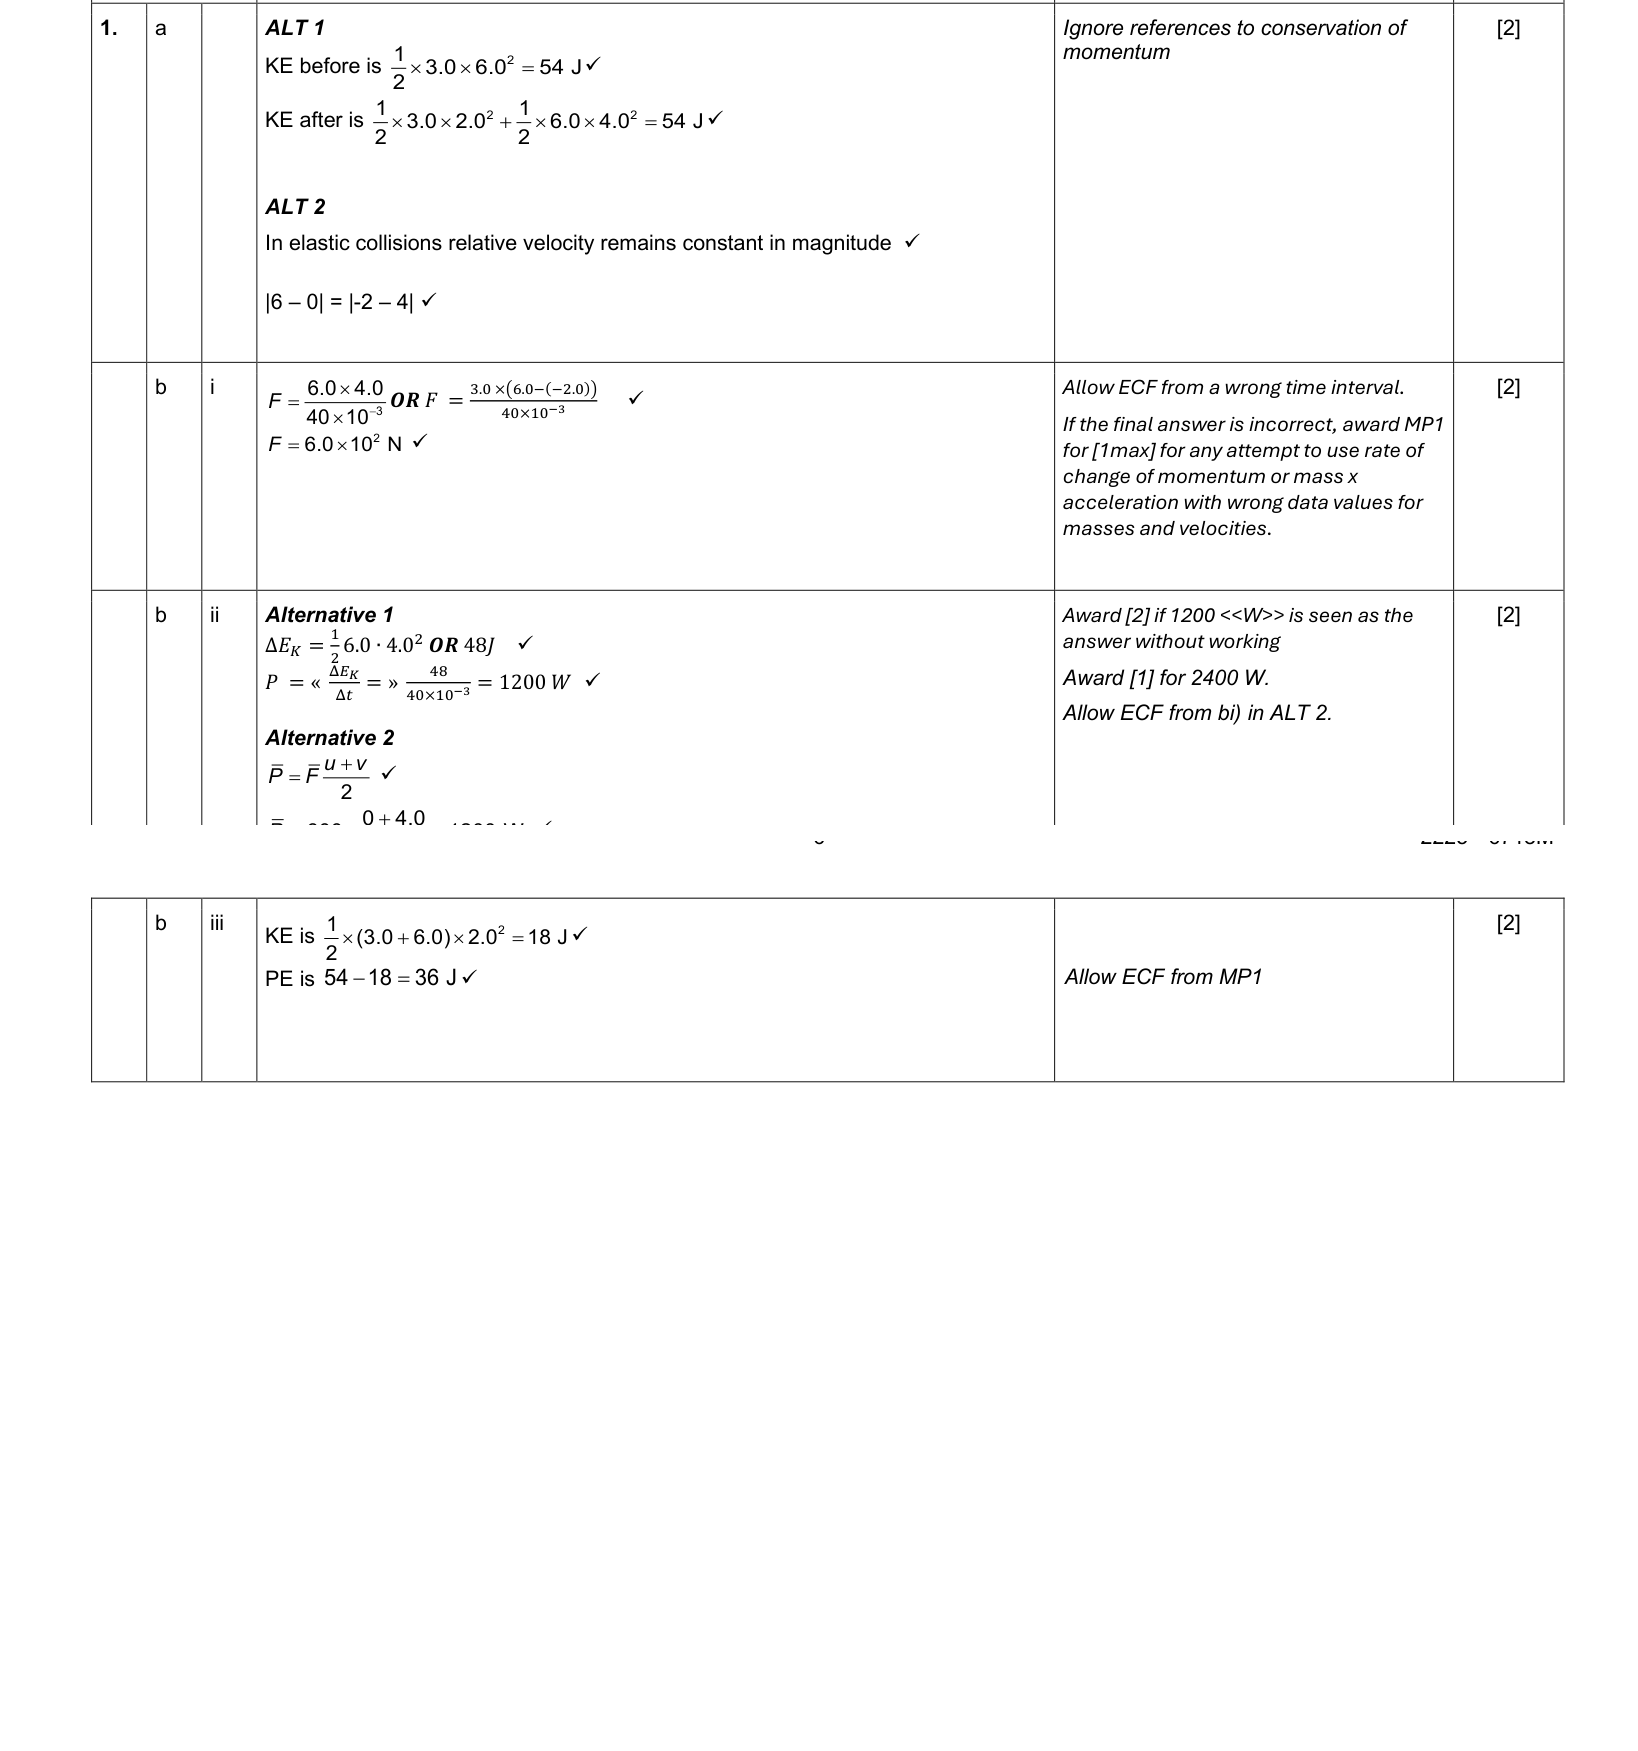 1. a ALT 1 Ignore references to conservation of momentum [2]
KE before is 1/2 × 3.0 × 6.0² = 54 J ✓
KE after is 1/2 × 3.0 × 2.0² + 1/2 × 6.0 × 4.0² = 54 J ✓
ALT 2
In elastic collisions relative velocity remains constant in magnitude ✓
|6 – 0| = |-2 – 4| ✓
b i F = (6.0 × 4.0)/(40 × 10⁻³) OR F = (3.0 ×(6.0−(−2.0)))/(40×10⁻³) ✓
F = 6.0 × 10² N ✓
Allow ECF from a wrong time interval. [2]
If the final answer is incorrect, award MP1
for [1max] for any attempt to use rate of
change of momentum or mass x
acceleration with wrong data values for
masses and velocities.
b ii Alternative 1
ΔE_K = 1/2 6.0 · 4.0² OR 48J ✓
P = « ΔE_K/Δt = » 48/(40×10⁻³) = 1200 W ✓
Alternative 2
P̅ = F̅ (u + v)/2 ✓
0 + 4.0
Award [2] if 1200 <<W>> is seen as the [2]
answer without working
Award [1] for 2400 W.
Allow ECF from bi) in ALT 2.
b iii KE is 1/2 × (3.0 + 6.0) × 2.0² = 18 J ✓ [2]
PE is 54 – 18 = 36 J ✓ Allow ECF from MP1